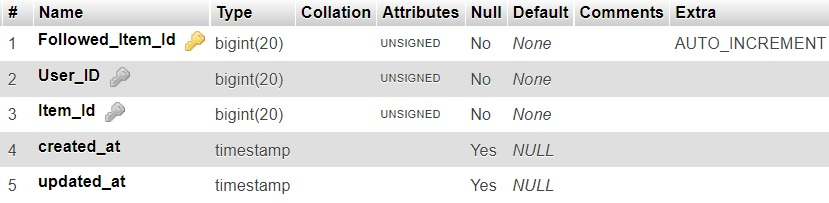 # Name Type Collation Attributes Null Default Comments Extra
1 Followed_Item_Id bigint(20) UNSIGNED No None AUTO_INCREMENT
2 User_ID bigint(20) UNSIGNED No None
3 Item_Id bigint(20) UNSIGNED No None
4 created_at timestamp Yes NULL
5 updated_at timestamp Yes NULL